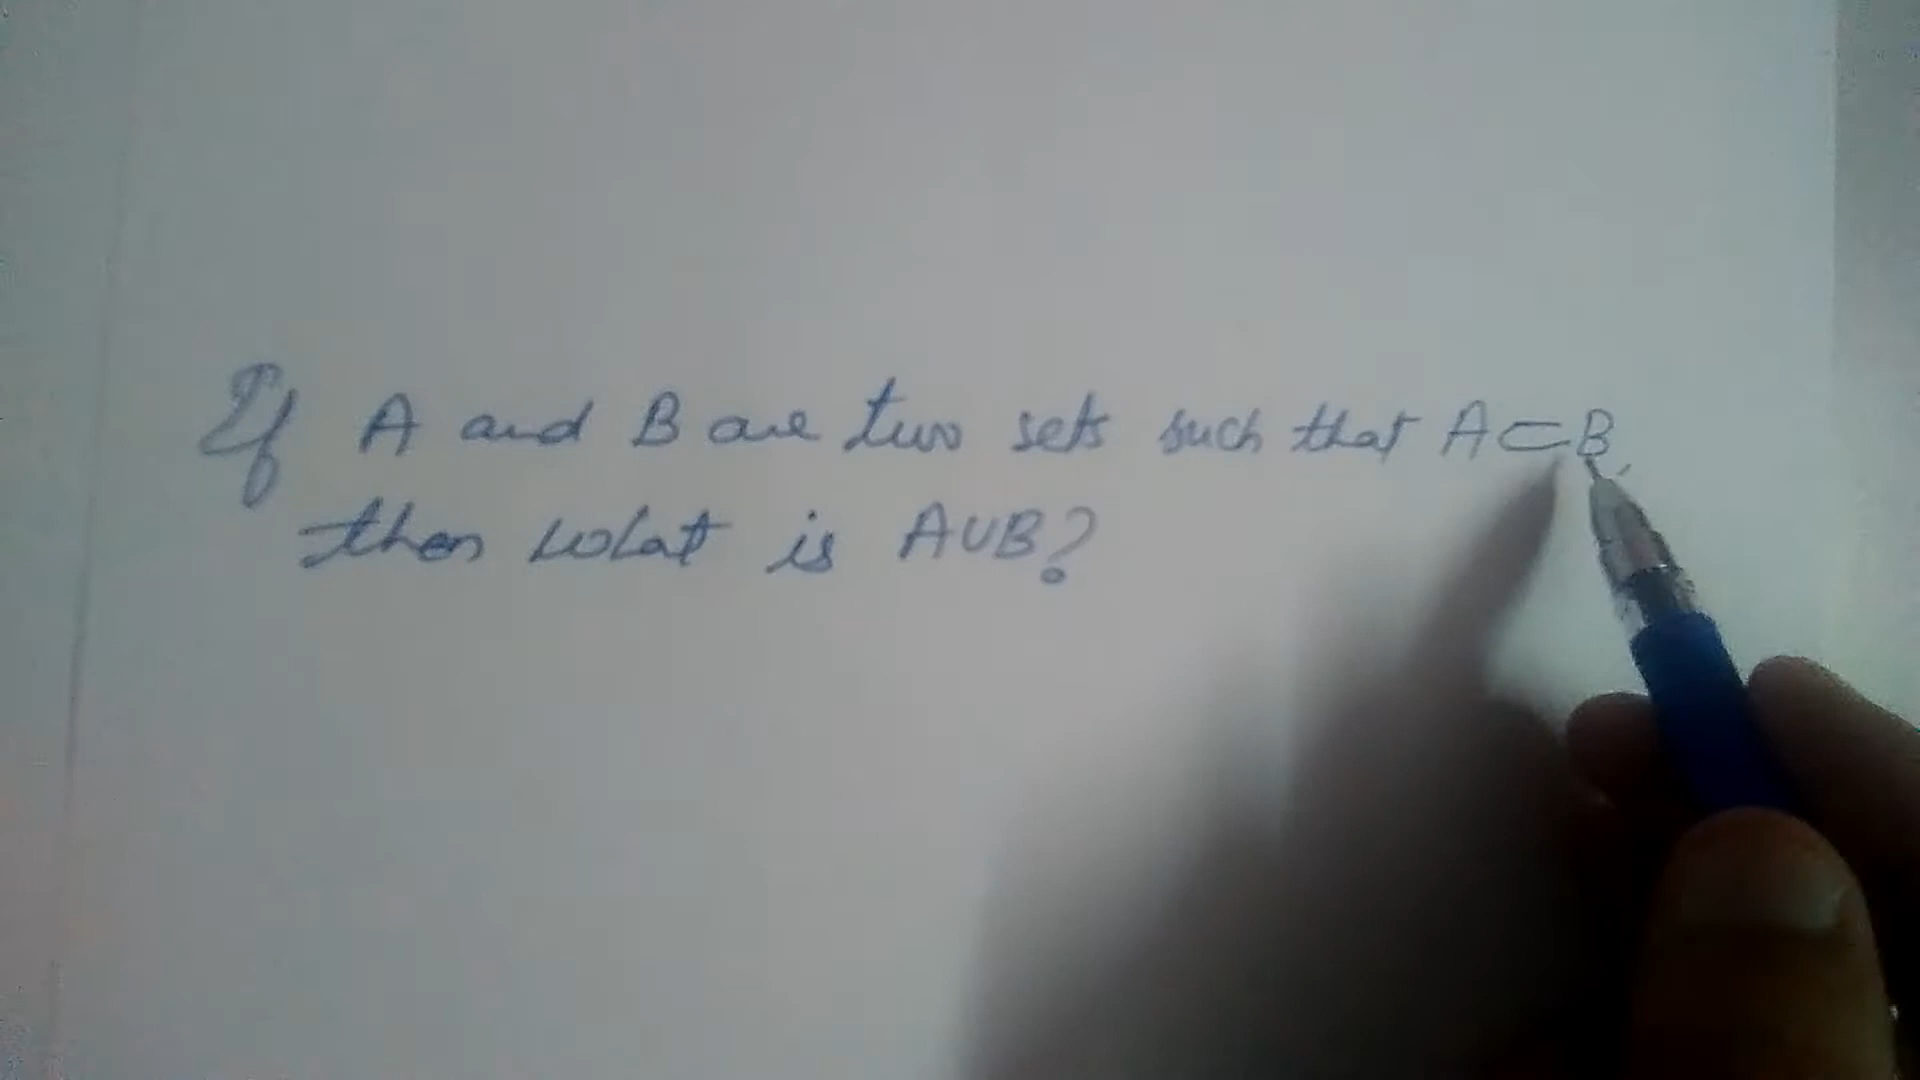 If A and B are two sets such that A⊂B,
then what is A∪B?